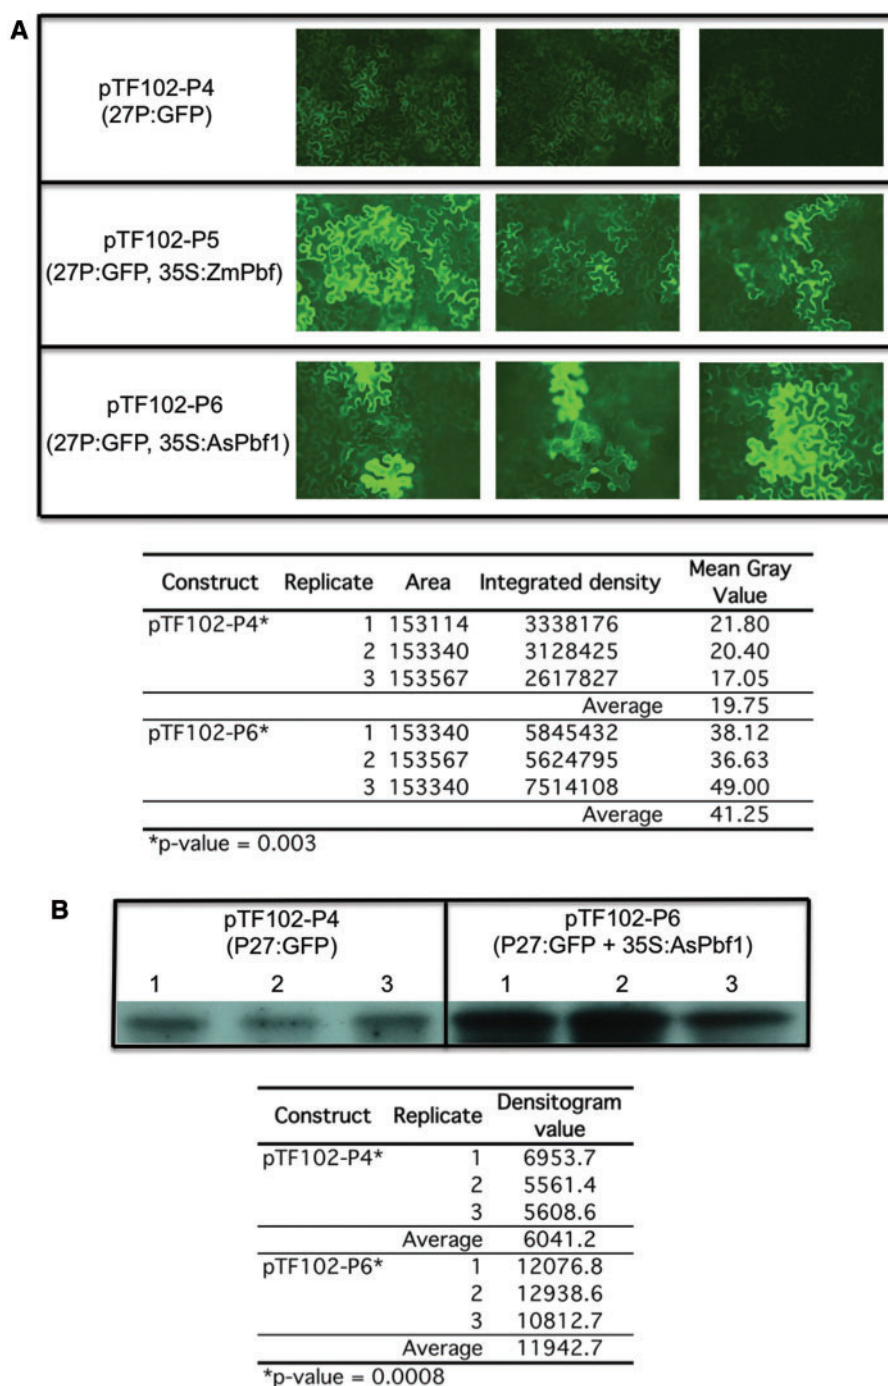 A
pTF102-P4
(27P:GFP)
pTF102-P5
(27P:GFP, 35S:ZmPbf)
pTF102-P6
(27P:GFP, 35S:AsPbf1)
Construct Replicate Area Integrated density Mean Gray Value
pTF102-P4* 1 153114 3338176 21.80
2 153340 3128425 20.40
3 153567 2617827 17.05
Average 19.75
pTF102-P6* 1 153340 5845432 38.12
2 153567 5624795 36.63
3 153340 7514108 49.00
Average 41.25
*p-value = 0.003
B
pTF102-P4
(P27:GFP)
1 2 3
pTF102-P6
(P27:GFP + 35S:AsPbf1)
1 2 3
Construct Replicate Densitogram value
pTF102-P4* 1 6953.7
2 5561.4
3 5608.6
Average 6041.2
pTF102-P6* 1 12076.8
2 12938.6
3 10812.7
Average 11942.7
*p-value = 0.0008